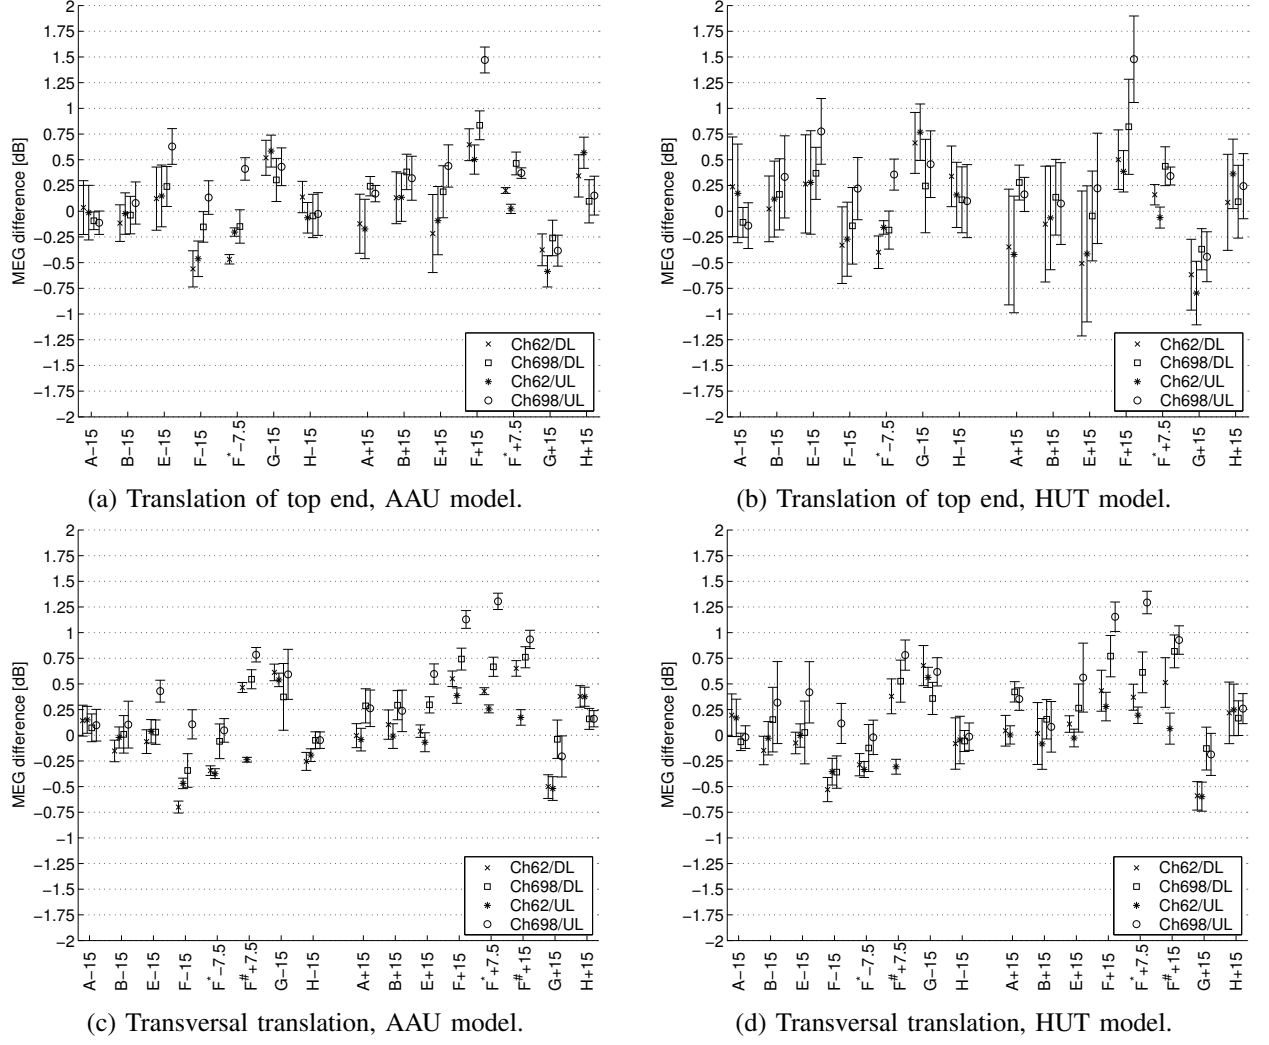 2
1.75
1.5
1.25
1
0.75
0.5
0.25
0
−0.25
−0.5
−0.75
−1
−1.25
−1.5
−1.75
−2
MEG difference [dB]
Ch62/DL
Ch698/DL
Ch62/UL
Ch698/UL
A−15
B−15
E−15
F−15
F*−7.5
G−15
H−15
A+15
B+15
E+15
F+15
F*+7.5
G+15
H+15
(a) Translation of top end, AAU model.
2
1.75
1.5
1.25
1
0.75
0.5
0.25
0
−0.25
−0.5
−0.75
−1
−1.25
−1.5
−1.75
−2
MEG difference [dB]
Ch62/DL
Ch698/DL
Ch62/UL
Ch698/UL
A−15
B−15
E−15
F−15
F*−7.5
G−15
H−15
A+15
B+15
E+15
F+15
F*+7.5
G+15
H+15
(b) Translation of top end, HUT model.
2
1.75
1.5
1.25
1
0.75
0.5
0.25
0
−0.25
−0.5
−0.75
−1
−1.25
−1.5
−1.75
−2
MEG difference [dB]
Ch62/DL
Ch698/DL
Ch62/UL
Ch698/UL
A−15
B−15
E−15
F−15
F*−7.5
F#+7.5
G−15
H−15
A+15
B+15
E+15
F+15
F*+7.5
F#+15
G+15
H+15
(c) Transversal translation, AAU model.
2
1.75
1.5
1.25
1
0.75
0.5
0.25
0
−0.25
−0.5
−0.75
−1
−1.25
−1.5
−1.75
−2
MEG difference [dB]
Ch62/DL
Ch698/DL
Ch62/UL
Ch698/UL
A−15
B−15
E−15
F−15
F*−7.5
F#+7.5
G−15
H−15
A+15
B+15
E+15
F+15
F*+7.5
F#+15
G+15
H+15
(d) Transversal translation, HUT model.